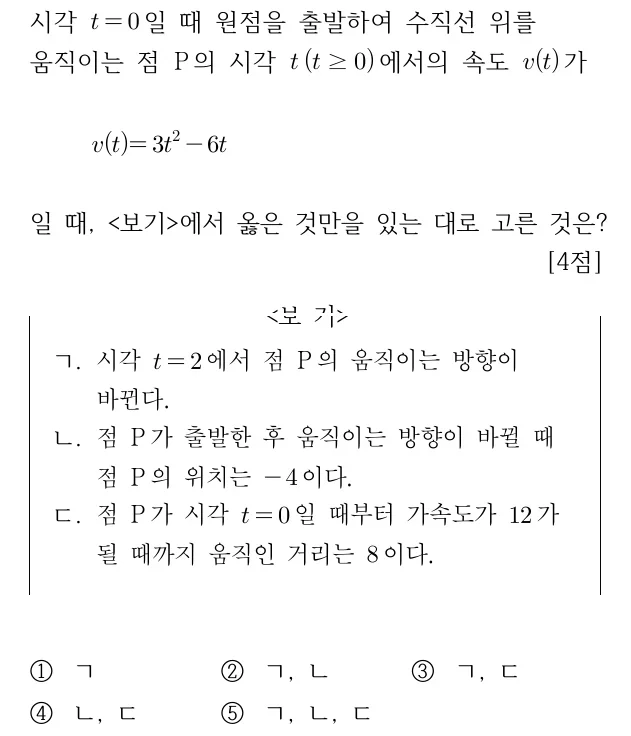 시각 t=0일 때 원점을 출발하여 수직선 위를
움직이는 점 P의 시각 t(t≥0)에서의 속도 v(t)가
v(t)=3t²-6t
일 때, <보기>에서 옳은 것만을 있는 대로 고른 것은?
[4점]
<보 기>
ㄱ. 시각 t=2에서 점 P의 움직이는 방향이
바뀐다.
ㄴ. 점 P가 출발한 후 움직이는 방향이 바뀔 때
점 P의 위치는 -4이다.
ㄷ. 점 P가 시각 t=0일 때부터 가속도가 12가
될 때까지 움직인 거리는 8이다.
① ㄱ ② ㄱ, ㄴ ③ ㄱ, ㄷ
④ ㄴ, ㄷ ⑤ ㄱ, ㄴ, ㄷ